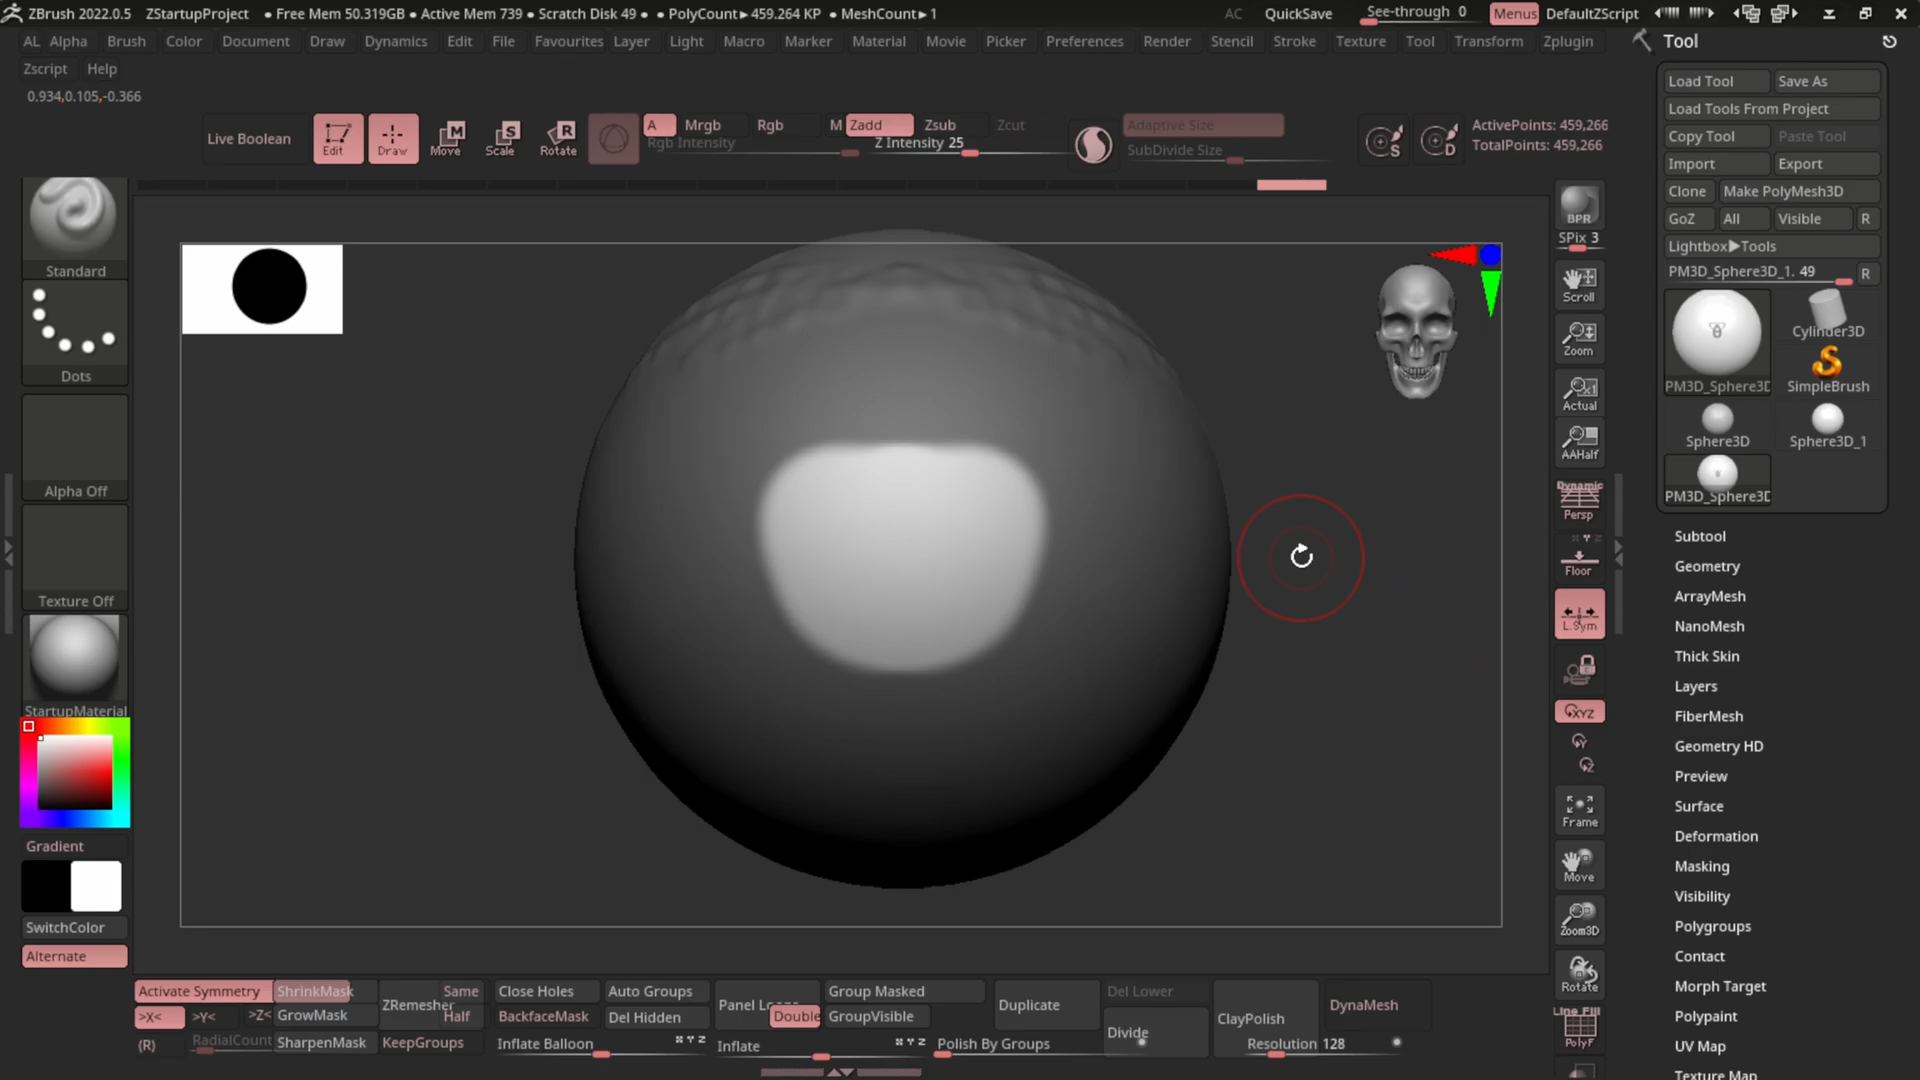 ZBrush 2022.0.5 ZStartupProject • Free Mem 50.319GB • Active Mem 739 • Scratch Disk 49 • PolyCount▸459.264 KP • MeshCount▸1 AC QuickSave See-through 0 Menus DefaultZScript
AL Alpha Brush Color Document Draw Dynamics Edit File Favourites Layer Light Macro Marker Material Movie Picker Preferences Render Stencil Stroke Texture Tool Transform Zplugin
Zscript Help
0.934,0.105,-0.366
Live Boolean Edit Draw Move Scale Rotate
A Mrgb Rgb M Zadd Zsub Zcut
Rgb Intensity Z Intensity 25
Adaptive Size
SubDivide Size
S D
ActivePoints: 459,266
TotalPoints: 459,266
Standard
Dots
Alpha Off
Texture Off
StartupMaterial
Gradient
SwitchColor
Alternate
BPR
SPix 3
Scroll
Zoom
Actual
AAHalf
Dynamic
Persp
Floor
L.Sym
XYZ
Y
Z
Frame
Move
Zoom3D
Rotate
Line Fill
PolyF
Tool
Load Tool Save As
Load Tools From Project
Copy Tool Paste Tool
Import Export
Clone Make PolyMesh3D
GoZ All Visible R
Lightbox▶Tools
PM3D_Sphere3D_1. 49 R
PM3D_Sphere3D Cylinder3D
SimpleBrush
Sphere3D Sphere3D_1
PM3D_Sphere3D
Subtool
Geometry
ArrayMesh
NanoMesh
Thick Skin
Layers
FiberMesh
Geometry HD
Preview
Surface
Deformation
Masking
Visibility
Polygroups
Contact
Morph Target
Polypaint
UV Map
Texture Map
Activate Symmetry ShrinkMask ZRemesher Same Close Holes Auto Groups Panel Loops Group Masked Duplicate Del Lower ClayPolish DynaMesh
>X< >Y< >Z< GrowMask Half BackfaceMask Del Hidden Double GroupVisible Divide
(R) RadialCount SharpenMask KeepGroups Inflate Balloon X Y Z Inflate X Y Z Polish By Groups Resolution 128